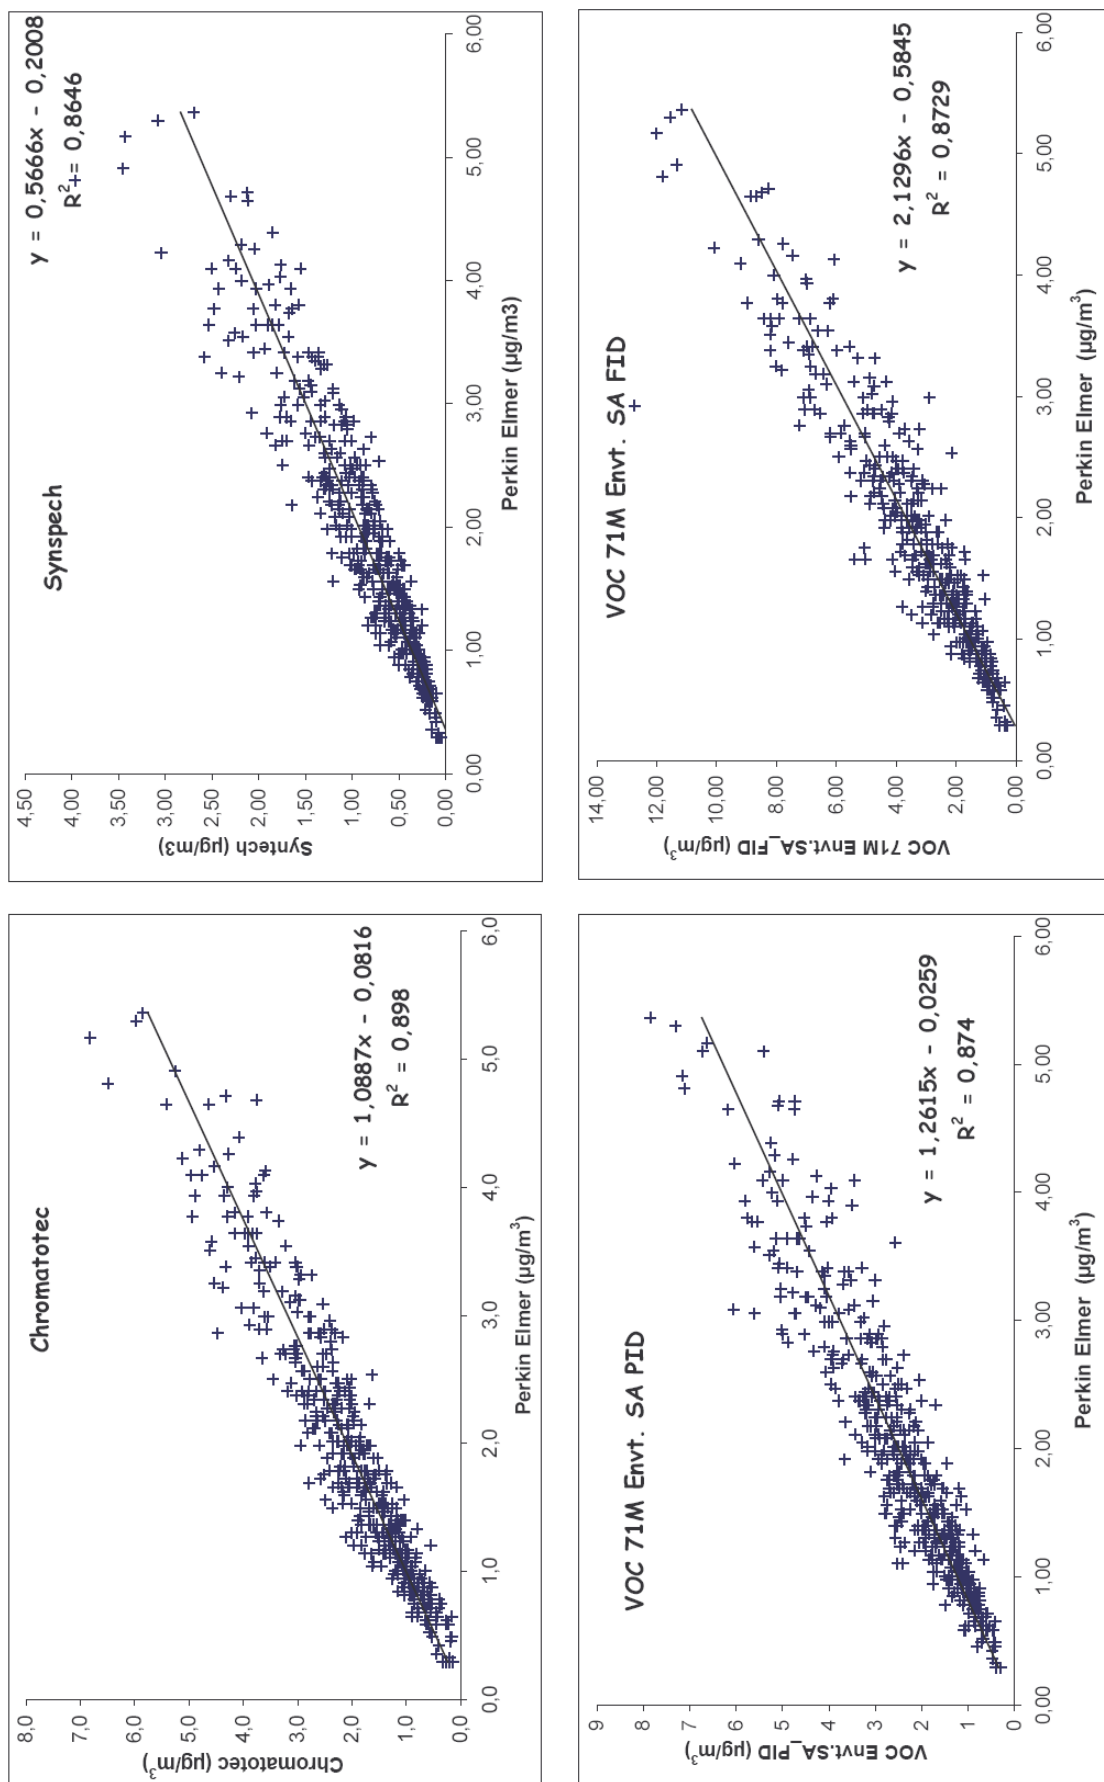 Chromatotec
Chromatotec (µg/m³)
8,0
7,0
6,0
5,0
4,0
3,0
2,0
1,0
0,0
0,0 1,0 2,0 3,0 4,0 5,0 6,0
Perkin Elmer (µg/m³)
y = 1,0887x - 0,0816
R² = 0,898
Synspech
Syntech (µg/m3)
4,50
4,00
3,50
3,00
2,50
2,00
1,50
1,00
0,50
0,00
0,00 1,00 2,00 3,00 4,00 5,00 6,00
Perkin Elmer (µg/m3)
y = 0,5666x - 0,2008
R² = 0,8646
VOC 71M Envt. SA PID
VOC Envt.SA_PID (µg/m³)
9
8
7
6
5
4
3
2
1
0
0,00 1,00 2,00 3,00 4,00 5,00 6,00
Perkin Elmer (µg/m³)
y = 1,2615x - 0,0259
R² = 0,874
VOC 71M Envt. SA FID
VOC 71M Envt.SA_FID (µg/m³)
14,00
12,00
10,00
8,00
6,00
4,00
2,00
0,00
0,00 1,00 2,00 3,00 4,00 5,00 6,00
Perkin Elmer (µg/m³)
y = 2,1296x - 0,5845
R² = 0,8729